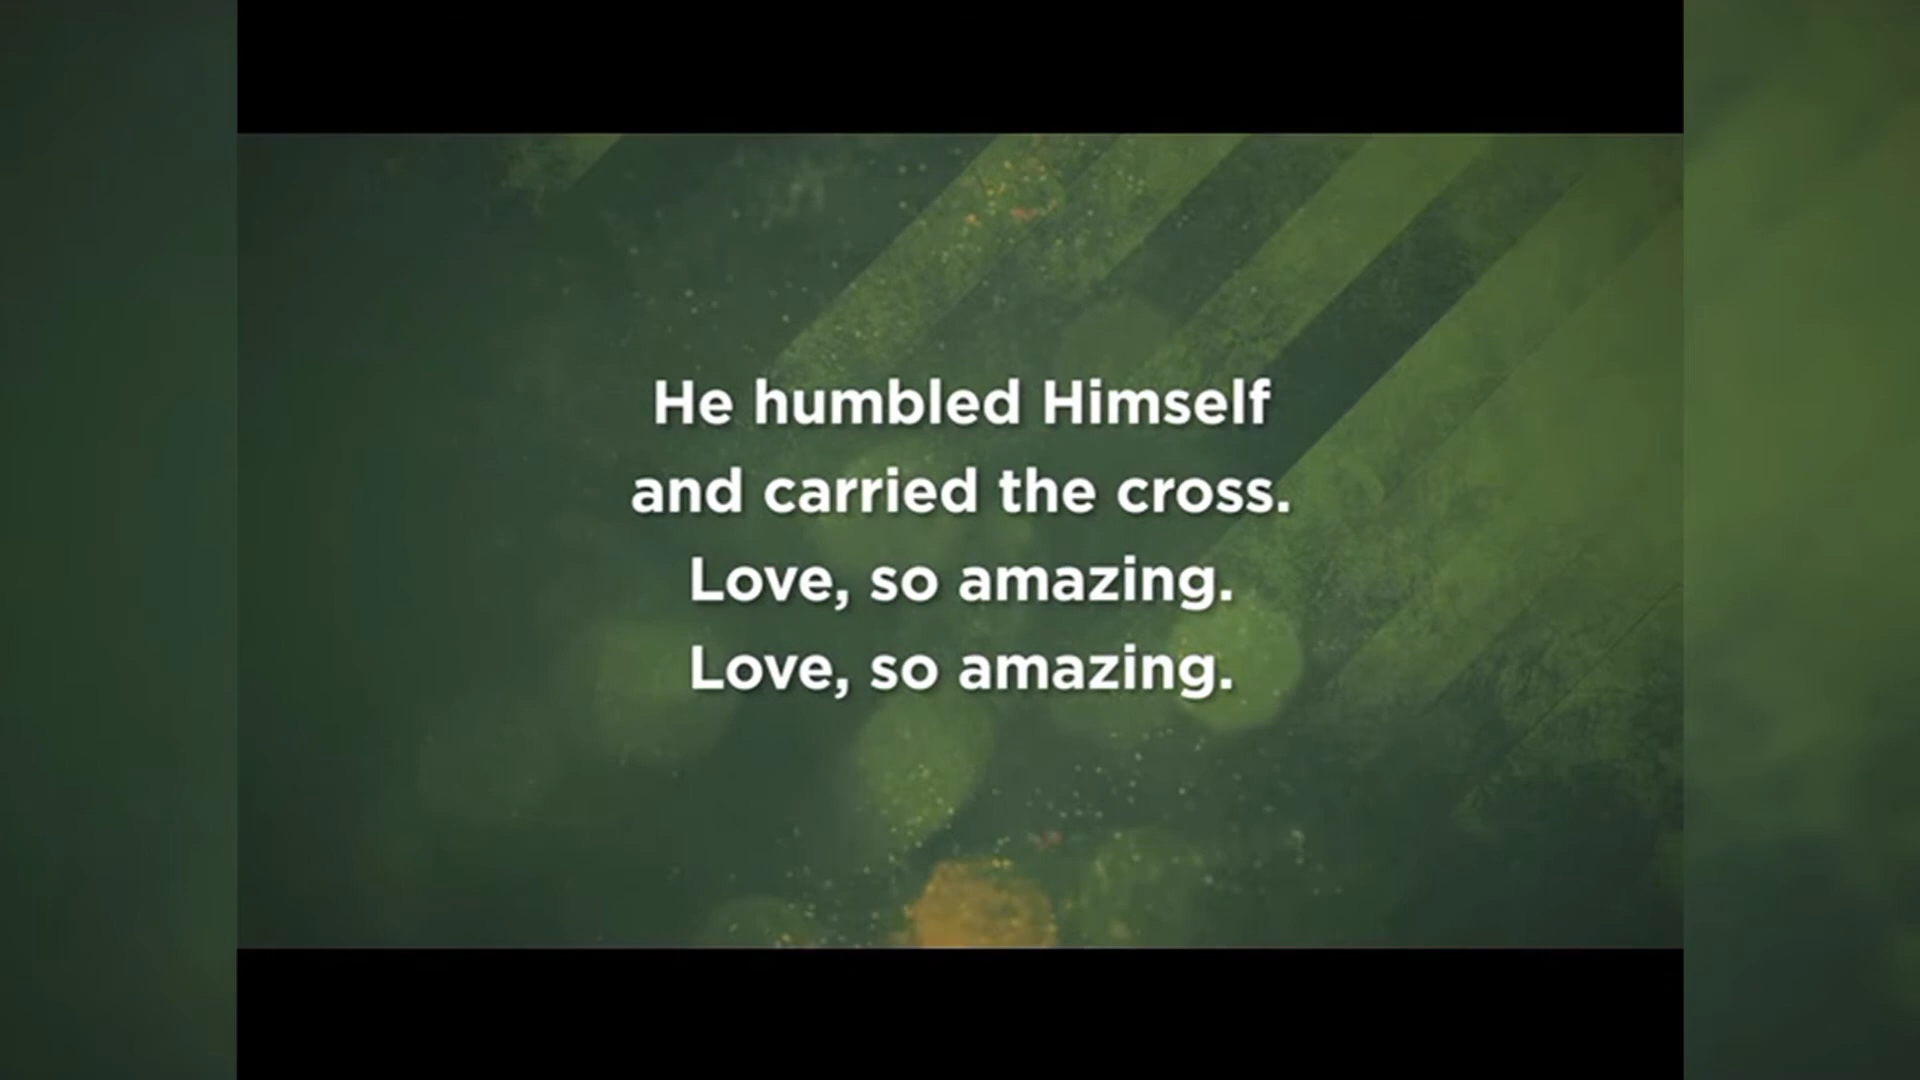 He humbled Himself
and carried the cross.
Love, so amazing.
Love, so amazing.